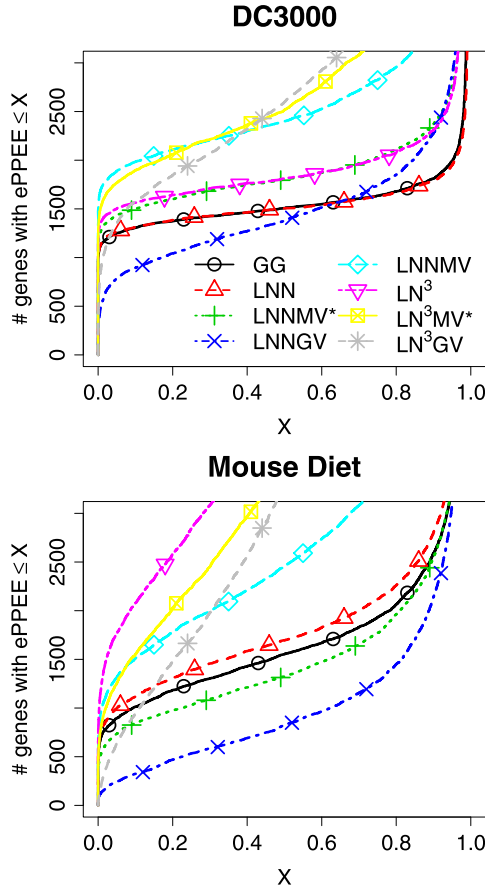 DC3000
# genes with ePPEE ≤ X
2500
1500
500
0
GG
LNN
LNNMV*
LNNGV
LNNMV
LN³
LN³MV*
LN³GV
0.0 0.2 0.4 0.6 0.8 1.0
X
Mouse Diet
# genes with ePPEE ≤ X
2500
1500
500
0
0.0 0.2 0.4 0.6 0.8 1.0
X